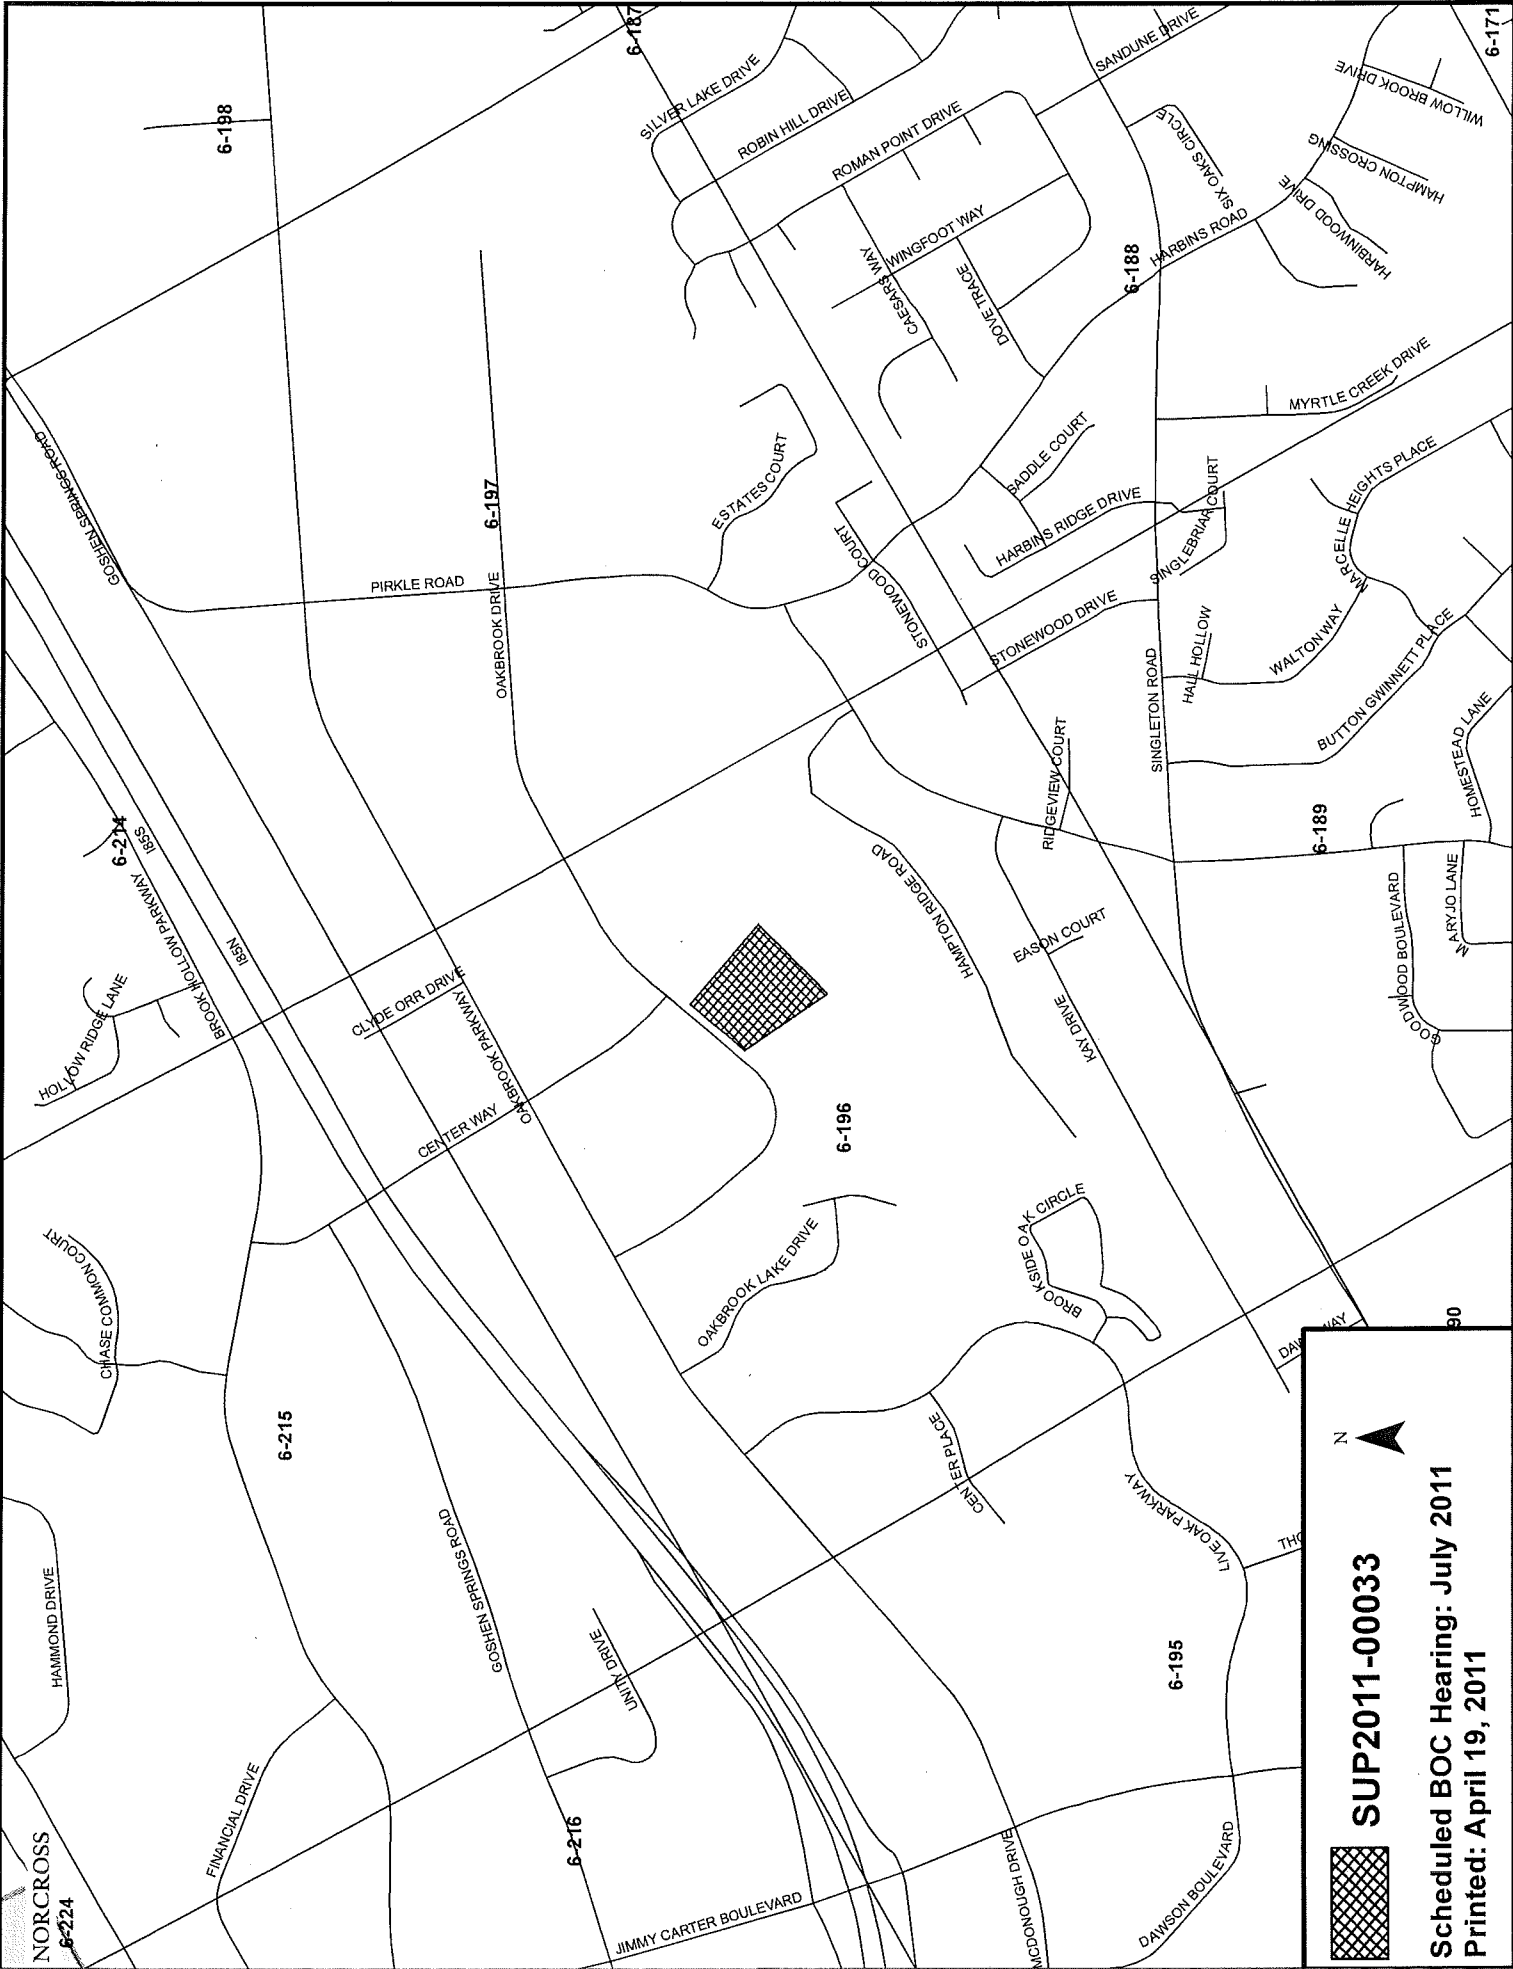 NORCROSS
6-224
HAMMOND DRIVE
CHASE COMMON COURT
HOLLOW RIDGE LANE
BROOK HOLLOW PARKWAY
6-214
I85S
I85N
GOSHEN SPRINGS ROAD
6-198
6-187
FINANCIAL DRIVE
6-215
GOSHEN SPRINGS ROAD
UNITY DRIVE
6-216
JIMMY CARTER BOULEVARD
CENTER WAY
CLYDE ORR DRIVE
OAKBROOK PARKWAY
PIRKLE ROAD
OAKBROOK DRIVE
6-197
ESTATES COURT
SILVER LAKE DRIVE
ROBIN HILL DRIVE
ROMAN POINT DRIVE
SANDUNE DRIVE
WINGFOOT WAY
CAESARS WAY
DOVE TRACE
6-188
SIX OAKS CIRCLE
HARBINS ROAD
HARBINWOOD DRIVE
HAMPTON CROSSING
WILLOW BROOK DRIVE
6-171
MYRTLE CREEK DRIVE
SADDLE COURT
HARBINS RIDGE DRIVE
SINGLEBRIAR COURT
STONEWOOD COURT
STONEWOOD DRIVE
MARCELLE HEIGHTS PLACE
WALTON WAY
HALL HOLLOW
BUTTON GWINNETT PLACE
HOMESTEAD LANE
SINGLETON ROAD
RIDGEVIEW COURT
6-189
MARYJO LANE
GOODWOOD BOULEVARD
HAMPTON RIDGE ROAD
EASON COURT
KAY DRIVE
6-196
OAKBROOK LAKE DRIVE
BROOKSIDE OAK CIRCLE
CENTER PLACE
LIVE OAK PARKWAY
6-195
MCDONOUGH DRIVE
DAWSON BOULEVARD
THO
DAW WAY
90
N
SUP2011-00033
Scheduled BOC Hearing: July 2011
Printed: April 19, 2011